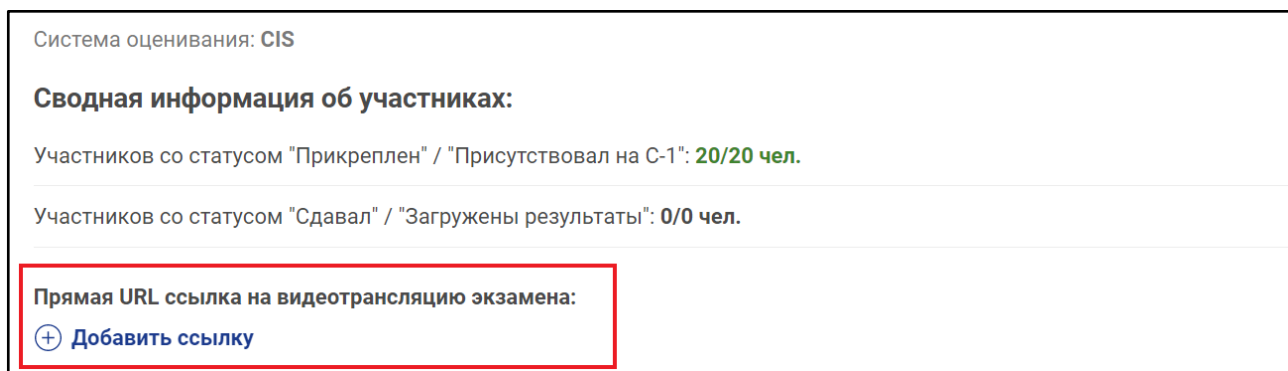 Система оценивания: CIS
Сводная информация об участниках:
Участников со статусом "Прикреплен" / "Присутствовал на С-1": 20/20 чел.
Участников со статусом "Сдавал" / "Загружены результаты": 0/0 чел.
Прямая URL ссылка на видеотрансляцию экзамена:
Добавить ссылку